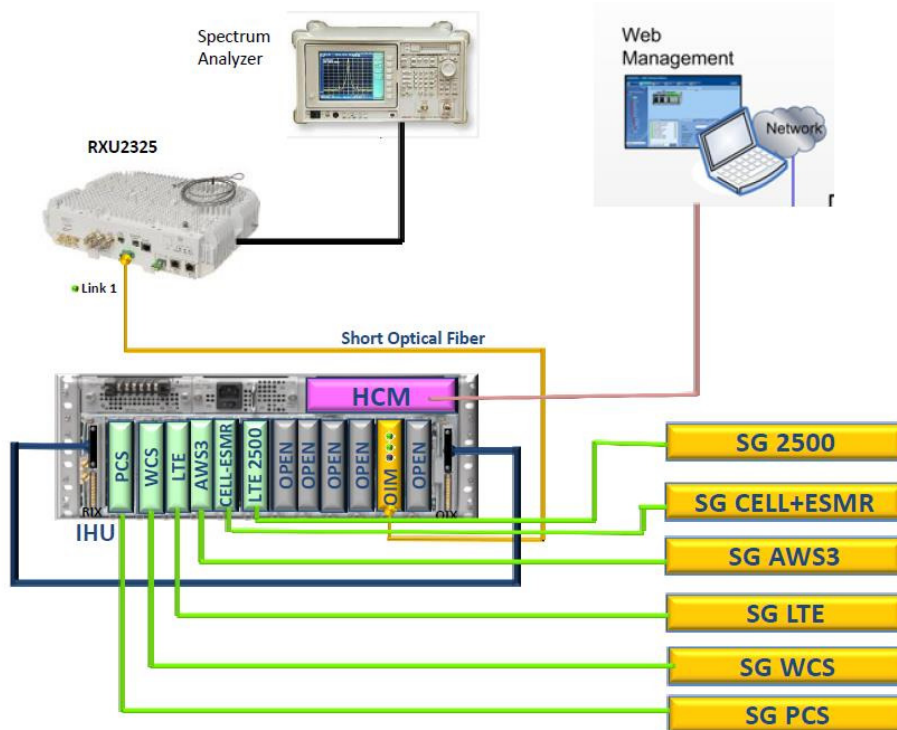 Spectrum
Analyzer
Web
Management
Network
RXU2325
Link 1
Short Optical Fiber
HCM
PCS
WCS
LTE
AWS3
CELL-ESMR
LTE 2500
OPEN
OPEN
OPEN
OPEN
OIM
OPEN
RIX
OIX
IHU
SG 2500
SG CELL+ESMR
SG AWS3
SG LTE
SG WCS
SG PCS